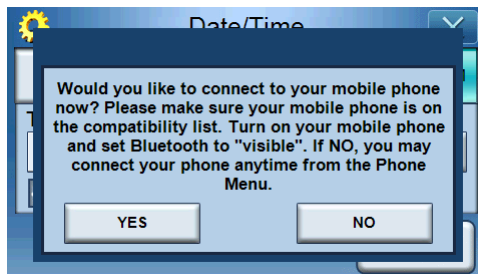 Date/Time
Would you like to connect to your mobile phone
now? Please make sure your mobile phone is on
the compatibility list. Turn on your mobile phone
and set Bluetooth to "visible". If NO, you may
connect your phone anytime from the Phone
Menu.
YES
NO